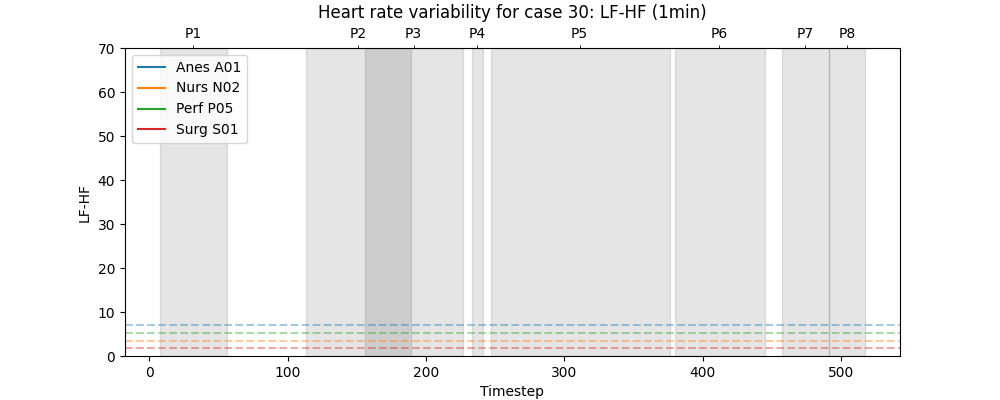 Heart rate variability for case 30: LF-HF (1min)
P1 P2 P3 P4 P5 P6 P7 P8
70
60
50
40
30
20
10
0
LF-HF
Anes A01
Nurs N02
Perf P05
Surg S01
0 100 200 300 400 500
Timestep